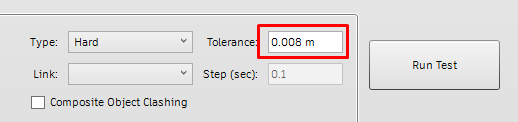 Type: Hard Tolerance: 0.008 m
Run Test
Link: Step (sec): 0.1
Composite Object Clashing